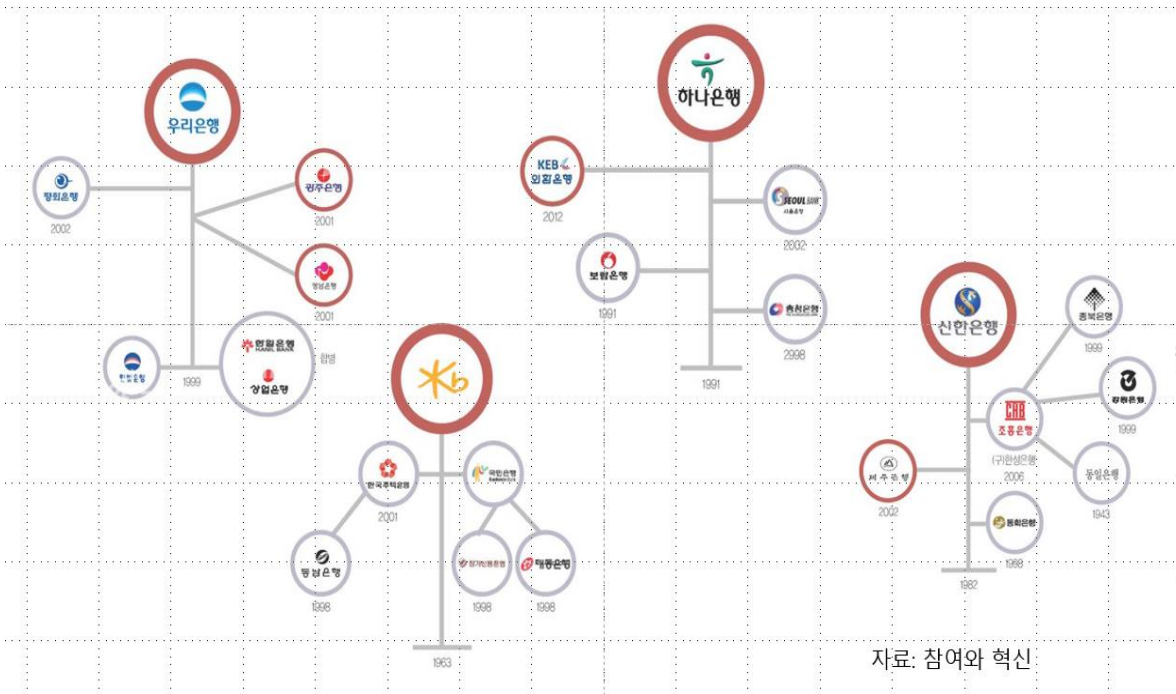 우리은행
평화은행
2002
광주은행
2001
경남은행
2001
한빛은행
1999
한일은행
HANIL BANK
상업은행
합병
Kb
한국주택은행
2001
국민은행
동남은행
1998
장기신용은행
1998
대동은행
1998
1963
하나은행
KEB
외환은행
2012
SEOUL BANK
서울은행
2002
보람은행
1991
충청은행
2998
1991
신한은행
충북은행
1999
강원은행
1999
CHB
조흥은행
(구)한성은행
2006
동일은행
1943
제주은행
2002
동화은행
1998
1982
자료: 참여와 혁신